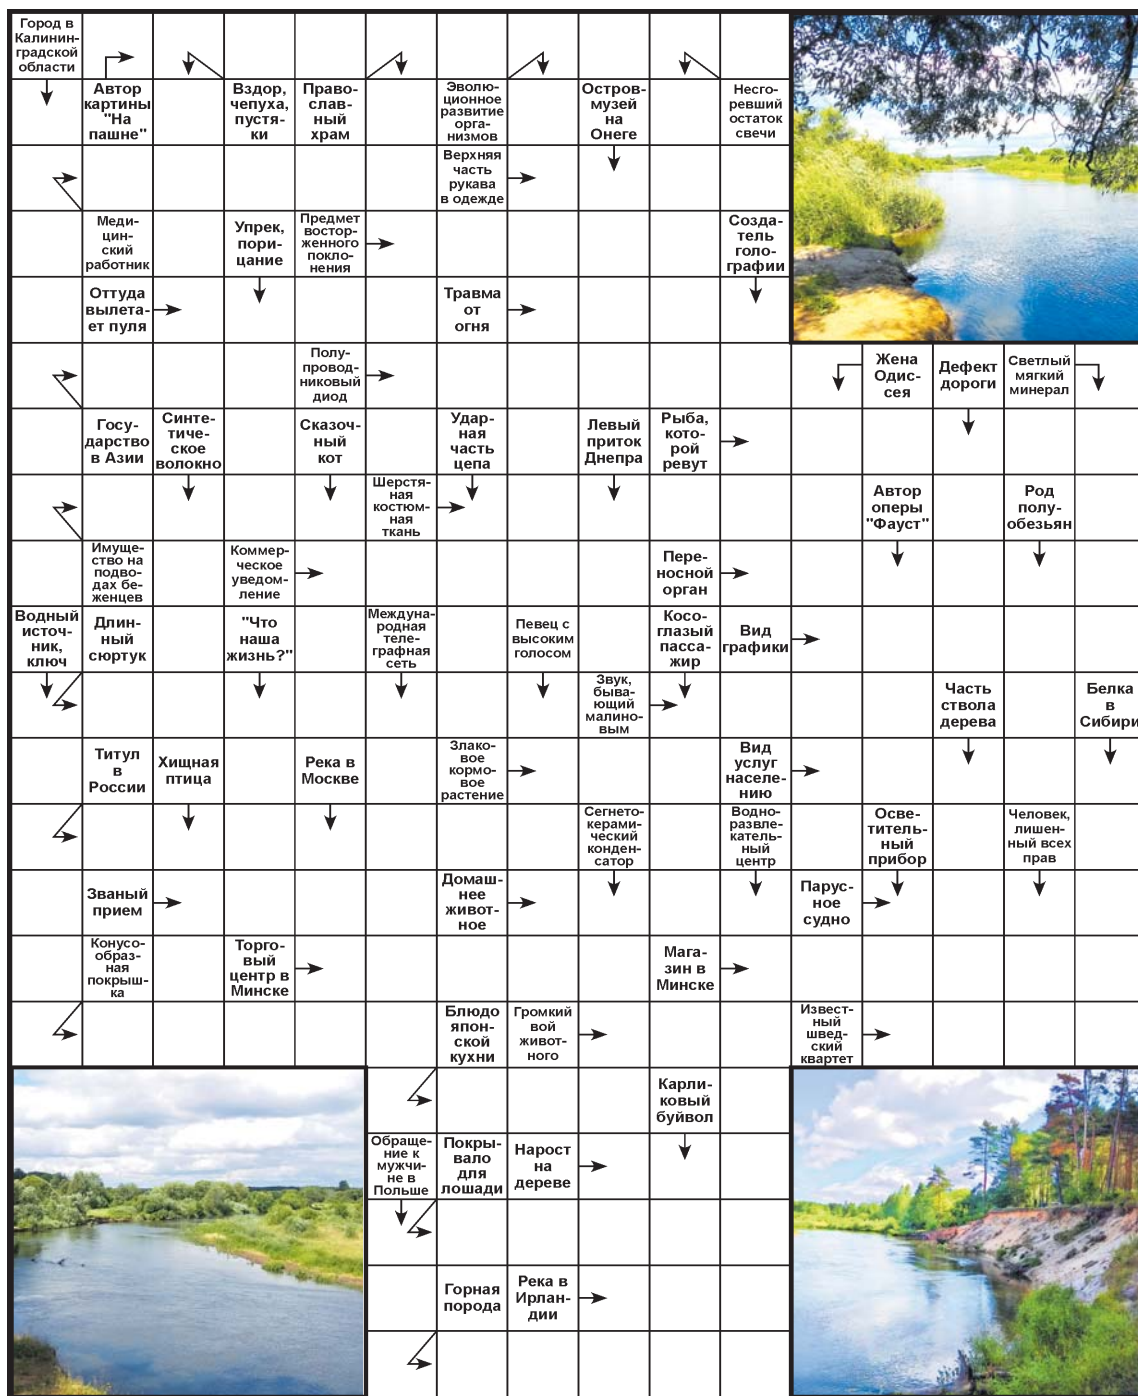 Город в
Калинин-
градской
области
Автор
картины
"На
пашне"
Вздор,
чепуха,
пустя-
ки
Право-
слав-
ный
храм
Эволю-
ционное
развитие
орга-
низмов
Остров-
музей
на
Онеге
Несго-
ревший
остаток
свечи
Верхняя
часть
рукава
в одежде
Меди-
цин-
ский
работник
Упрек,
пори-
цание
Предмет
востор-
женного
покло-
нения
Созда-
тель
голо-
графии
Оттуда
вылета-
ет пуля
Травма
от
огня
Полу-
провод-
никовый
диод
Жена
Одис-
сея
Дефект
дороги
Светлый
мягкий
минерал
Госу-
дарство
в Азии
Синте-
тиче-
ское
волокно
Сказоч-
ный
кот
Удар-
ная
часть
цепа
Левый
приток
Днепра
Рыба,
кото-
рой
ревут
Шерстя-
ная
костюм-
ная
ткань
Автор
оперы
"Фауст"
Род
полу-
обезьян
Имуще-
ство на
подво-
дах бе-
женцев
Коммер-
ческое
уведом-
ление
Пере-
носной
орган
Водный
источ-
ник,
ключ
Длин-
ный
сюртук
"Что
наша
жизнь?"
Междуна-
родная
теле-
графная
сеть
Певец с
высоким
голосом
Косо-
глазый
пасса-
жир
Вид
графики
Звук,
быва-
ющий
малино-
вым
Часть
ствола
дерева
Белка
в
Сибири
Титул
в
России
Хищная
птица
Река в
Москве
Злако-
вое
кормо-
вое
растение
Вид
услуг
населе-
нию
Сегнето-
керами-
ческий
конден-
сатор
Водно-
развле-
катель-
ный
центр
Осве-
титель-
ный
прибор
Человек,
лишен-
ный всех
прав
Званый
прием
Домаш-
нее
живот-
ное
Парус-
ное
судно
Конусо-
образ-
ная
покрыш-
ка
Торго-
вый
центр в
Минске
Мага-
зин в
Минске
Блюдо
япон-
ской
кухни
Громкий
вой
живот-
ного
Извест-
ный
швед-
ский
квартет
Карли-
ковый
буйвол
Обраще-
ние к
мужчи-
не в
Польше
Покры-
вало
для
лошади
Нарост
на
дереве
Горная
порода
Река в
Ирлан-
дии